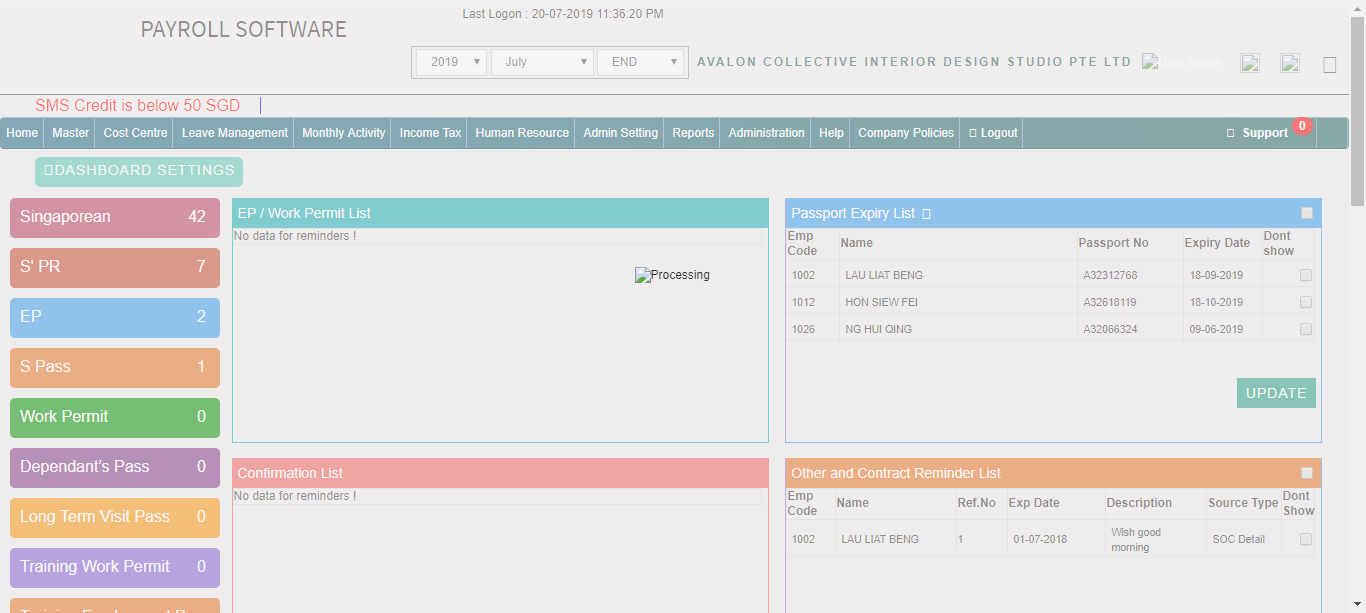 Last Logon : 20-07-2019 11:36:20 PM
PAYROLL SOFTWARE
2019 July END AVALON COLLECTIVE INTERIOR DESIGN STUDIO PTE LTD
SMS Credit is below 50 SGD
Home Master Cost Centre Leave Management Monthly Activity Income Tax Human Resource Admin Setting Reports Administration Help Company Policies Logout Support 0
DASHBOARD SETTINGS
Singaporean 42
S' PR 7
EP 2
S Pass 1
Work Permit 0
Dependant's Pass 0
Long Term Visit Pass 0
Training Work Permit 0
EP / Work Permit List
No data for reminders !
Processing
Passport Expiry List
Emp Code Name Passport No Expiry Date Dont show
1002 LAU LIAT BENG A32312768 18-09-2019
1012 HON SIEW FEI A32618119 18-10-2019
1026 NG HUI QING A32066324 09-06-2019
UPDATE
Confirmation List
No data for reminders !
Other and Contract Reminder List
Emp Code Name Ref.No Exp Date Description Source Type Dont Show
1002 LAU LIAT BENG 1 01-07-2018 Wish good morning SOC Detail